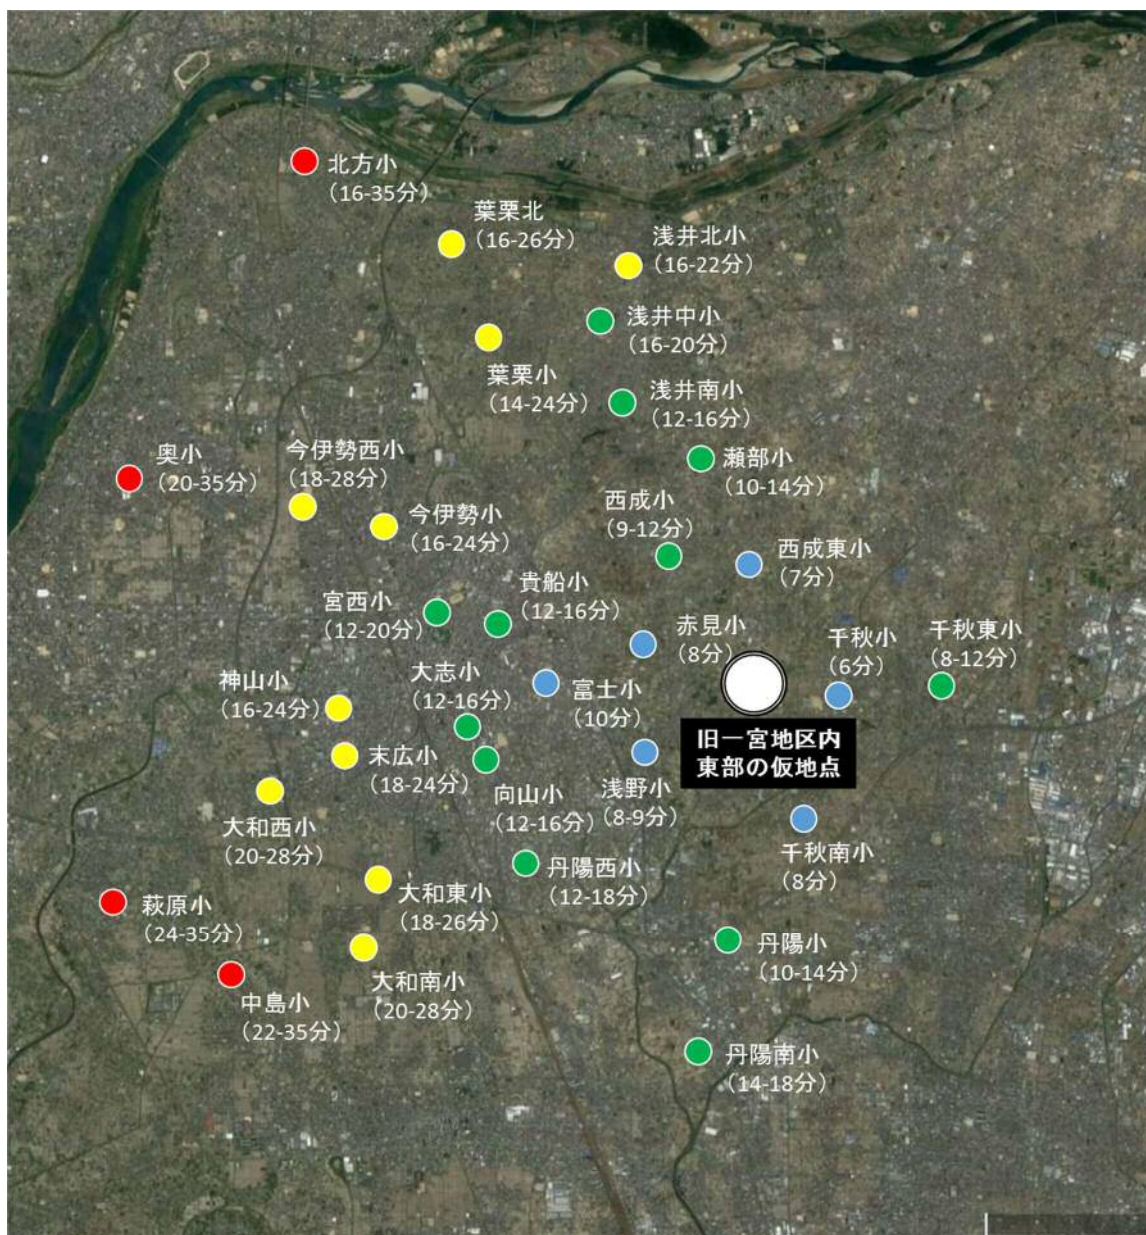 北方小
（16-35分）
葉栗北
（16-26分）
浅井北小
（16-22分）
浅井中小
（16-20分）
葉栗小
（14-24分）
浅井南小
（12-16分）
瀬部小
（10-14分）
奥小
（20-35分）
今伊勢西小
（18-28分）
今伊勢小
（16-24分）
西成小
（9-12分）
西成東小
（7分）
貴船小
（12-16分）
宮西小
（12-20分）
赤見小
（8分）
千秋小
（6分）
千秋東小
（8-12分）
大志小
（12-16分）
神山小
（16-24分）
富士小
（10分）
旧一宮地区内
東部の仮地点
末広小
（18-24分）
向山小
（12-16分）
浅野小
（8-9分）
大和西小
（20-28分）
千秋南小
（8分）
丹陽西小
（12-18分）
大和東小
（18-26分）
萩原小
（24-35分）
丹陽小
（10-14分）
大和南小
（20-28分）
中島小
（22-35分）
丹陽南小
（14-18分）